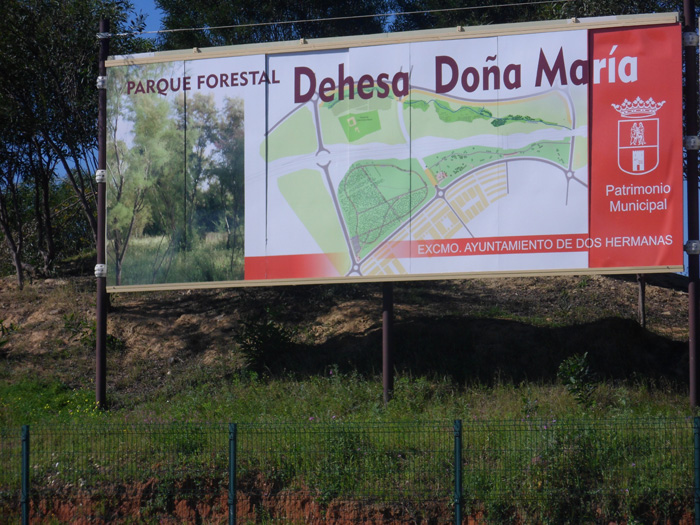 PARQUE FORESTAL Dehesa Doña María
Patrimonio
Municipal
EXCMO. AYUNTAMIENTO DE DOS HERMANAS